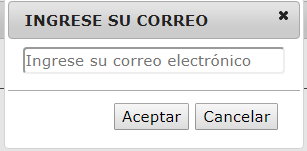 INGRESE SU CORREO
Ingrese su correo electrónico
Aceptar Cancelar